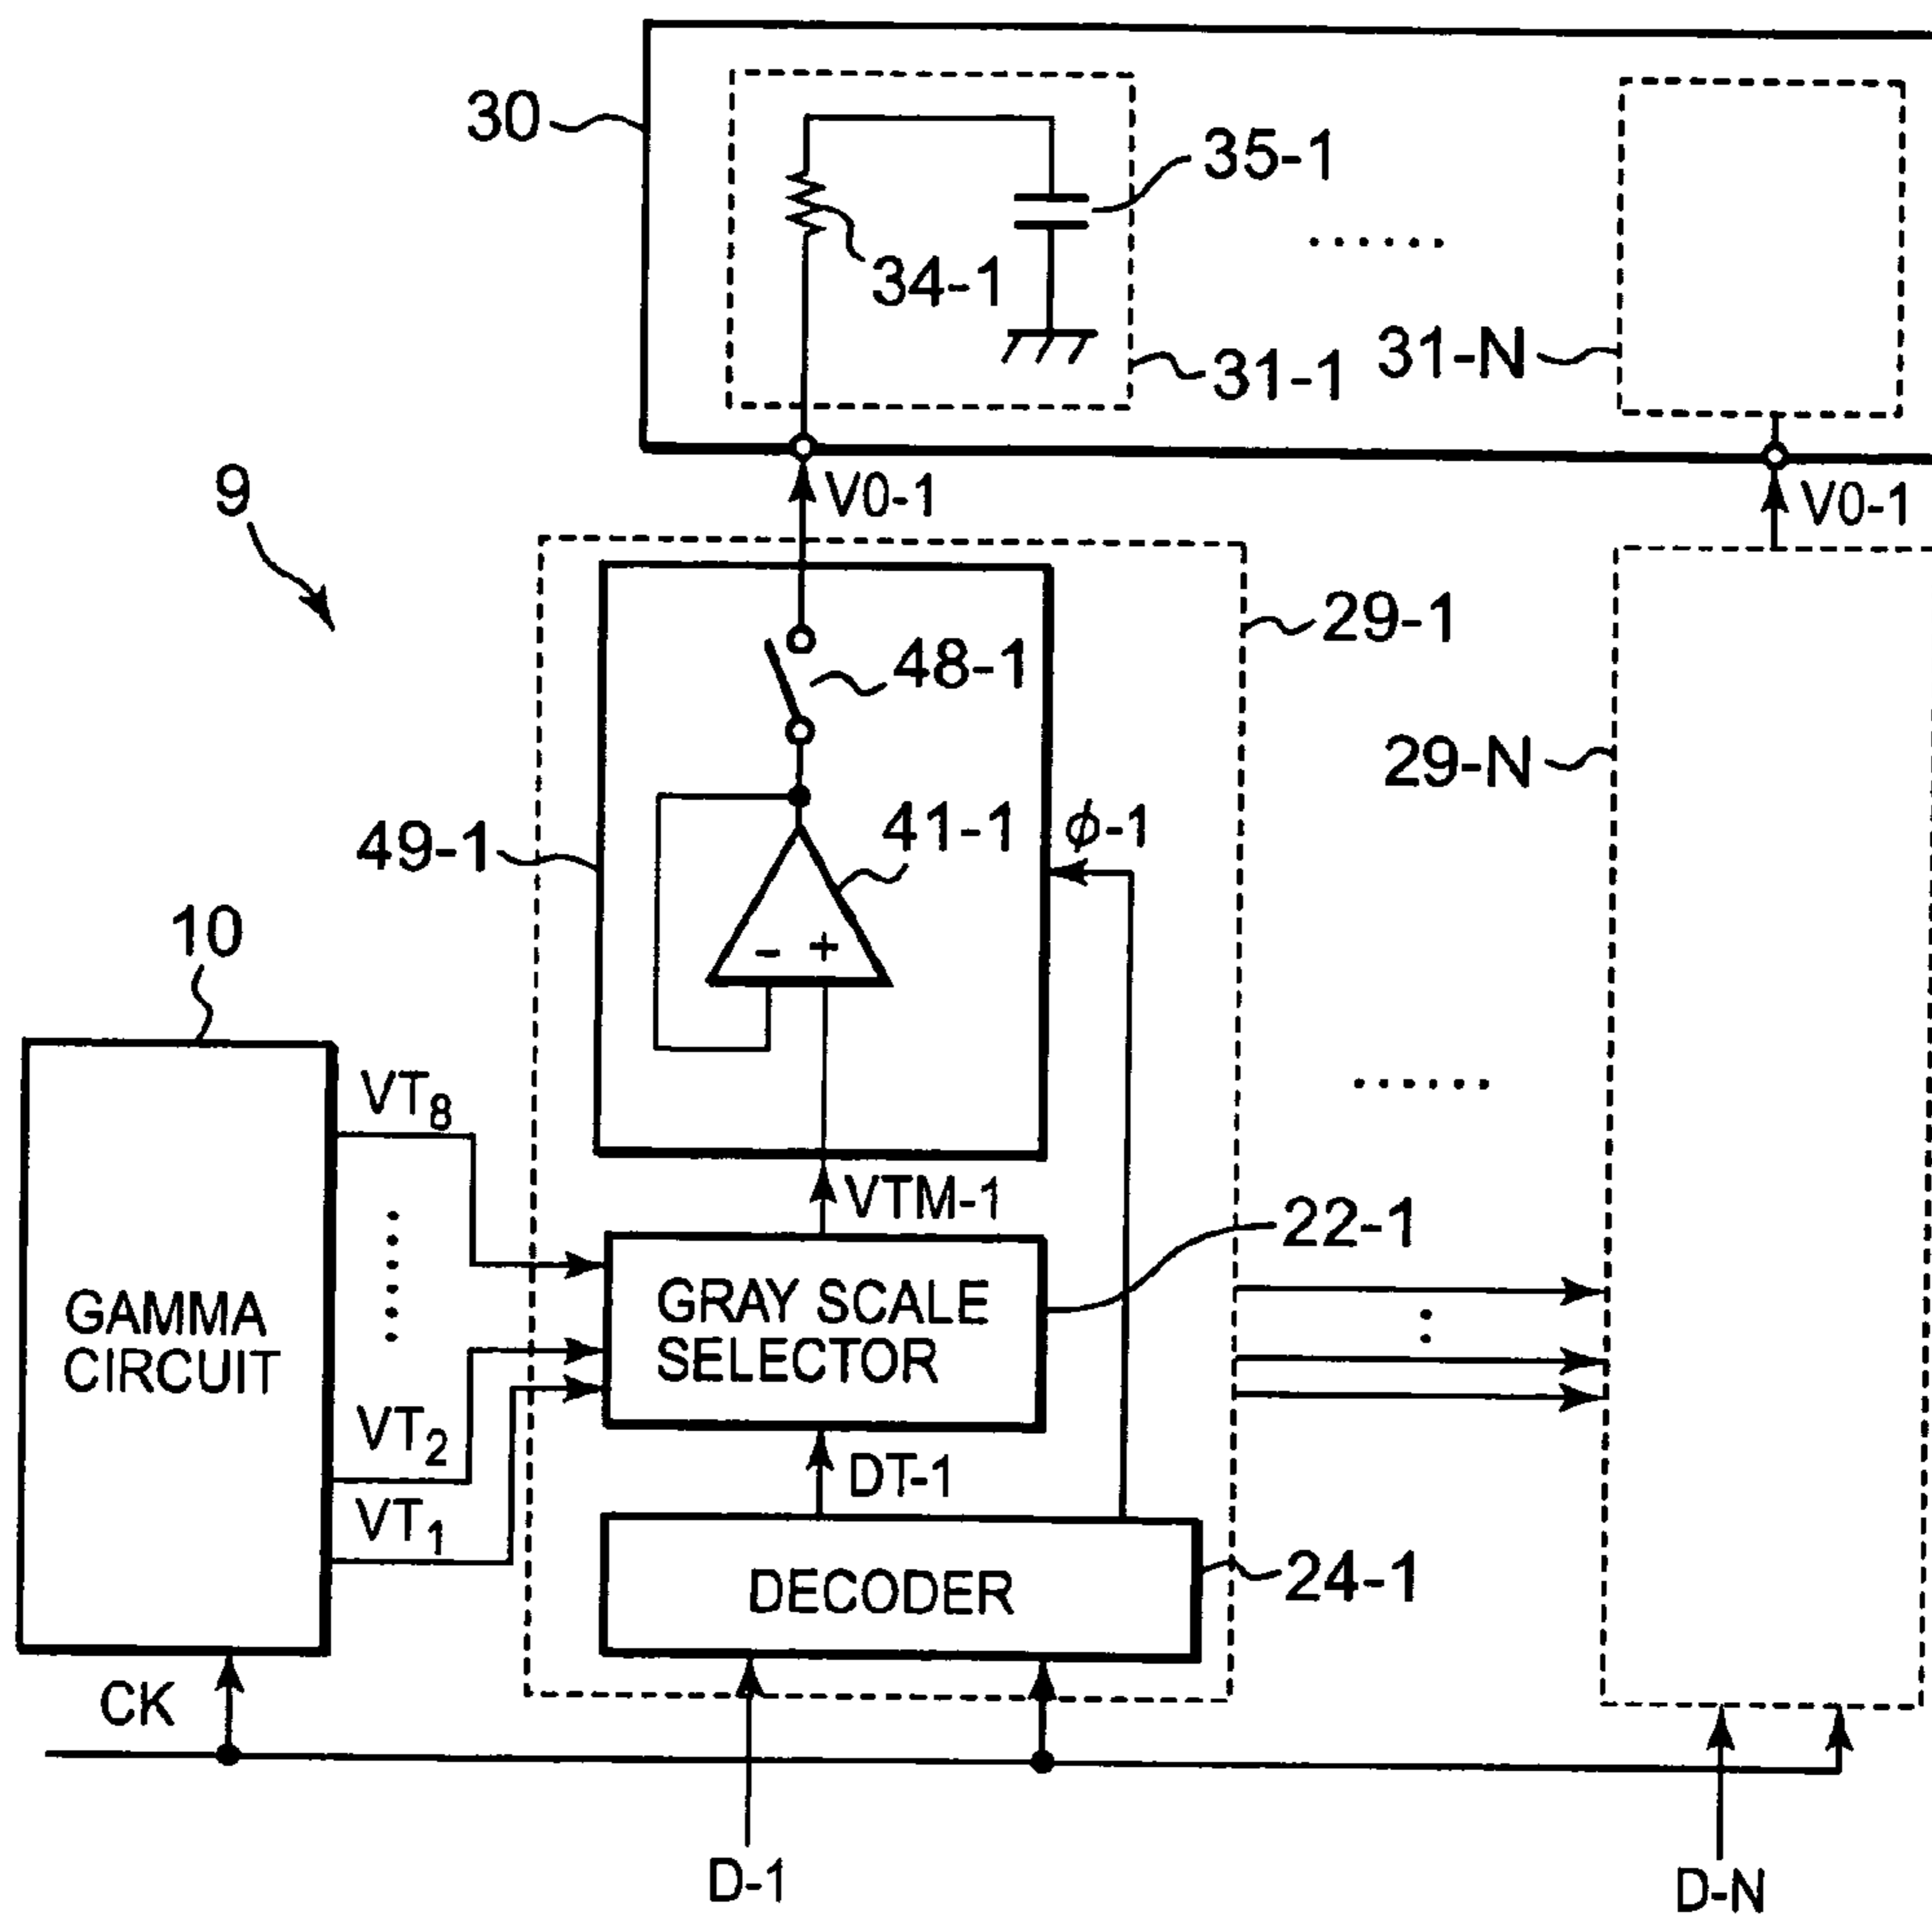 30
35-1
34-1
31-1
31-N
9
V0-1
V0-1
29-1
48-1
29-N
49-1
41-1
ϕ-1
- +
10
VT8
VTM-1
22-1
GAMMA
CIRCUIT
GRAY SCALE
SELECTOR
VT2
DT-1
VT1
DECODER
24-1
CK
D-1
D-N